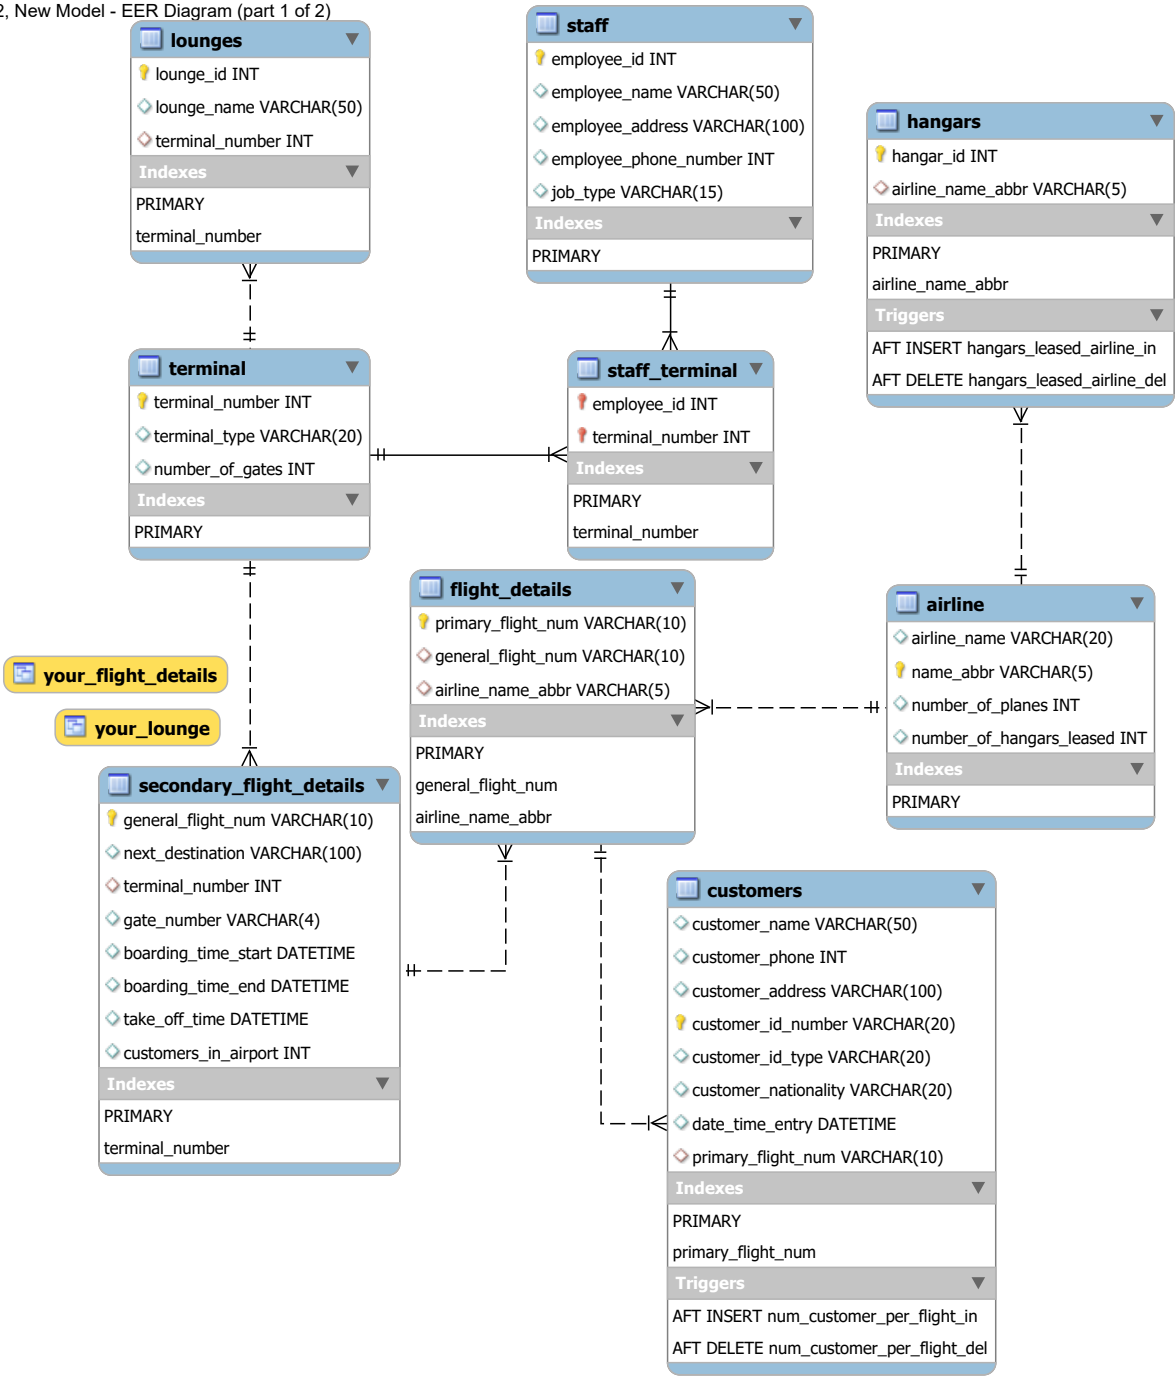 2, New Model - EER Diagram (part 1 of 2)
lounges
lounge_id INT
lounge_name VARCHAR(50)
terminal_number INT
Indexes
PRIMARY
terminal_number
staff
employee_id INT
employee_name VARCHAR(50)
employee_address VARCHAR(100)
employee_phone_number INT
job_type VARCHAR(15)
Indexes
PRIMARY
hangars
hangar_id INT
airline_name_abbr VARCHAR(5)
Indexes
PRIMARY
airline_name_abbr
Triggers
AFT INSERT hangars_leased_airline_in
AFT DELETE hangars_leased_airline_del
terminal
terminal_number INT
terminal_type VARCHAR(20)
number_of_gates INT
Indexes
PRIMARY
staff_terminal
employee_id INT
terminal_number INT
Indexes
PRIMARY
terminal_number
flight_details
primary_flight_num VARCHAR(10)
general_flight_num VARCHAR(10)
airline_name_abbr VARCHAR(5)
Indexes
PRIMARY
general_flight_num
airline_name_abbr
airline
airline_name VARCHAR(20)
name_abbr VARCHAR(5)
number_of_planes INT
number_of_hangars_leased INT
Indexes
PRIMARY
your_flight_details
your_lounge
secondary_flight_details
general_flight_num VARCHAR(10)
next_destination VARCHAR(100)
terminal_number INT
gate_number VARCHAR(4)
boarding_time_start DATETIME
boarding_time_end DATETIME
take_off_time DATETIME
customers_in_airport INT
Indexes
PRIMARY
terminal_number
customers
customer_name VARCHAR(50)
customer_phone INT
customer_address VARCHAR(100)
customer_id_number VARCHAR(20)
customer_id_type VARCHAR(20)
customer_nationality VARCHAR(20)
date_time_entry DATETIME
primary_flight_num VARCHAR(10)
Indexes
PRIMARY
primary_flight_num
Triggers
AFT INSERT num_customer_per_flight_in
AFT DELETE num_customer_per_flight_del